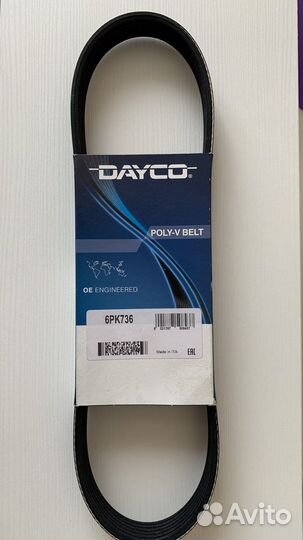 DAYCO
POLY-V BELT
OE ENGINEERED
6PK736
Made in ITA
EAC
Avito